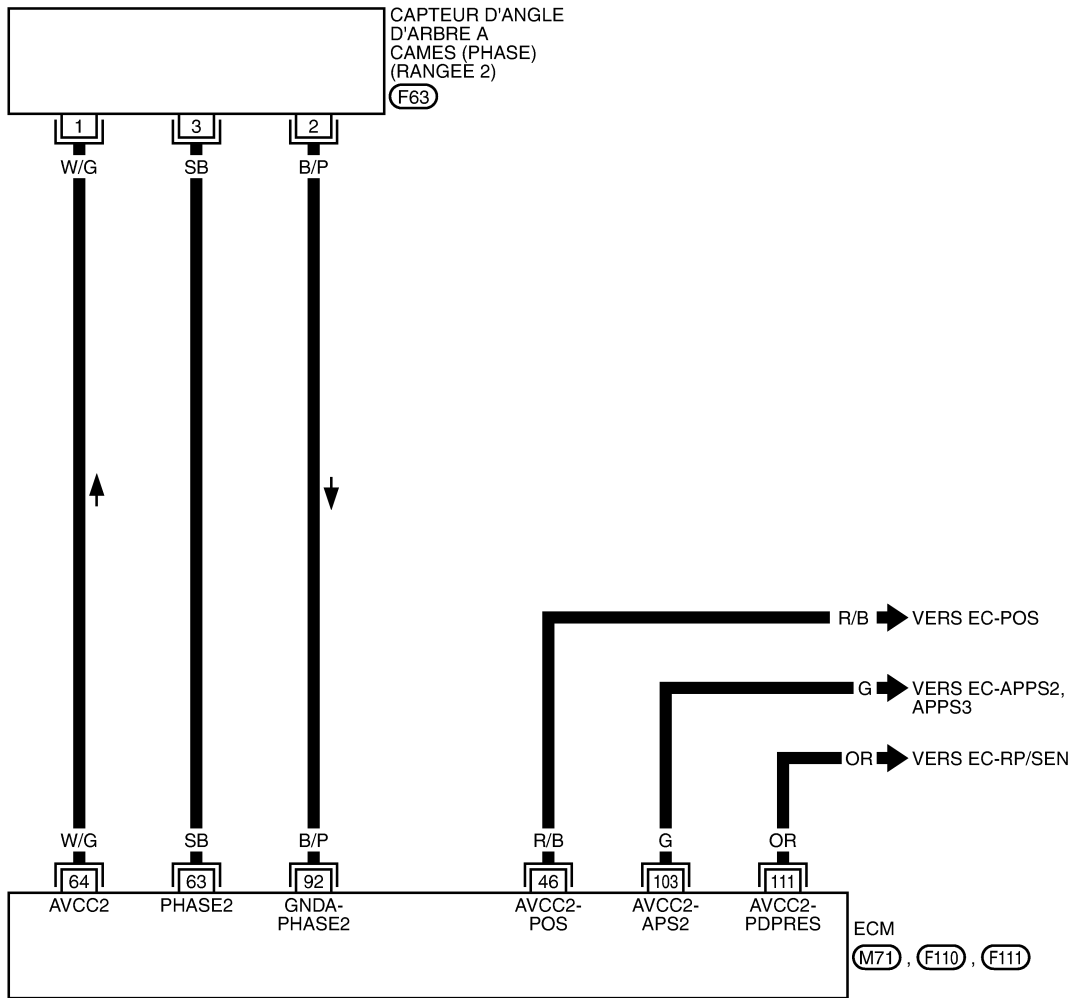 CAPTEUR D'ANGLE
D'ARBRE A
CAMES (PHASE)
(RANGEE 2)
F63
1 3 2
W/G SB B/P
R/B VERS EC-POS
G VERS EC-APPS2,
APPS3
OR VERS EC-RP/SEN
W/G SB B/P R/B G OR
64 63 92 46 103 111
AVCC2 PHASE2 GNDA- AVCC2- AVCC2- AVCC2-
PHASE2 POS APS2 PDPRES
ECM
M71 , F110 , F111